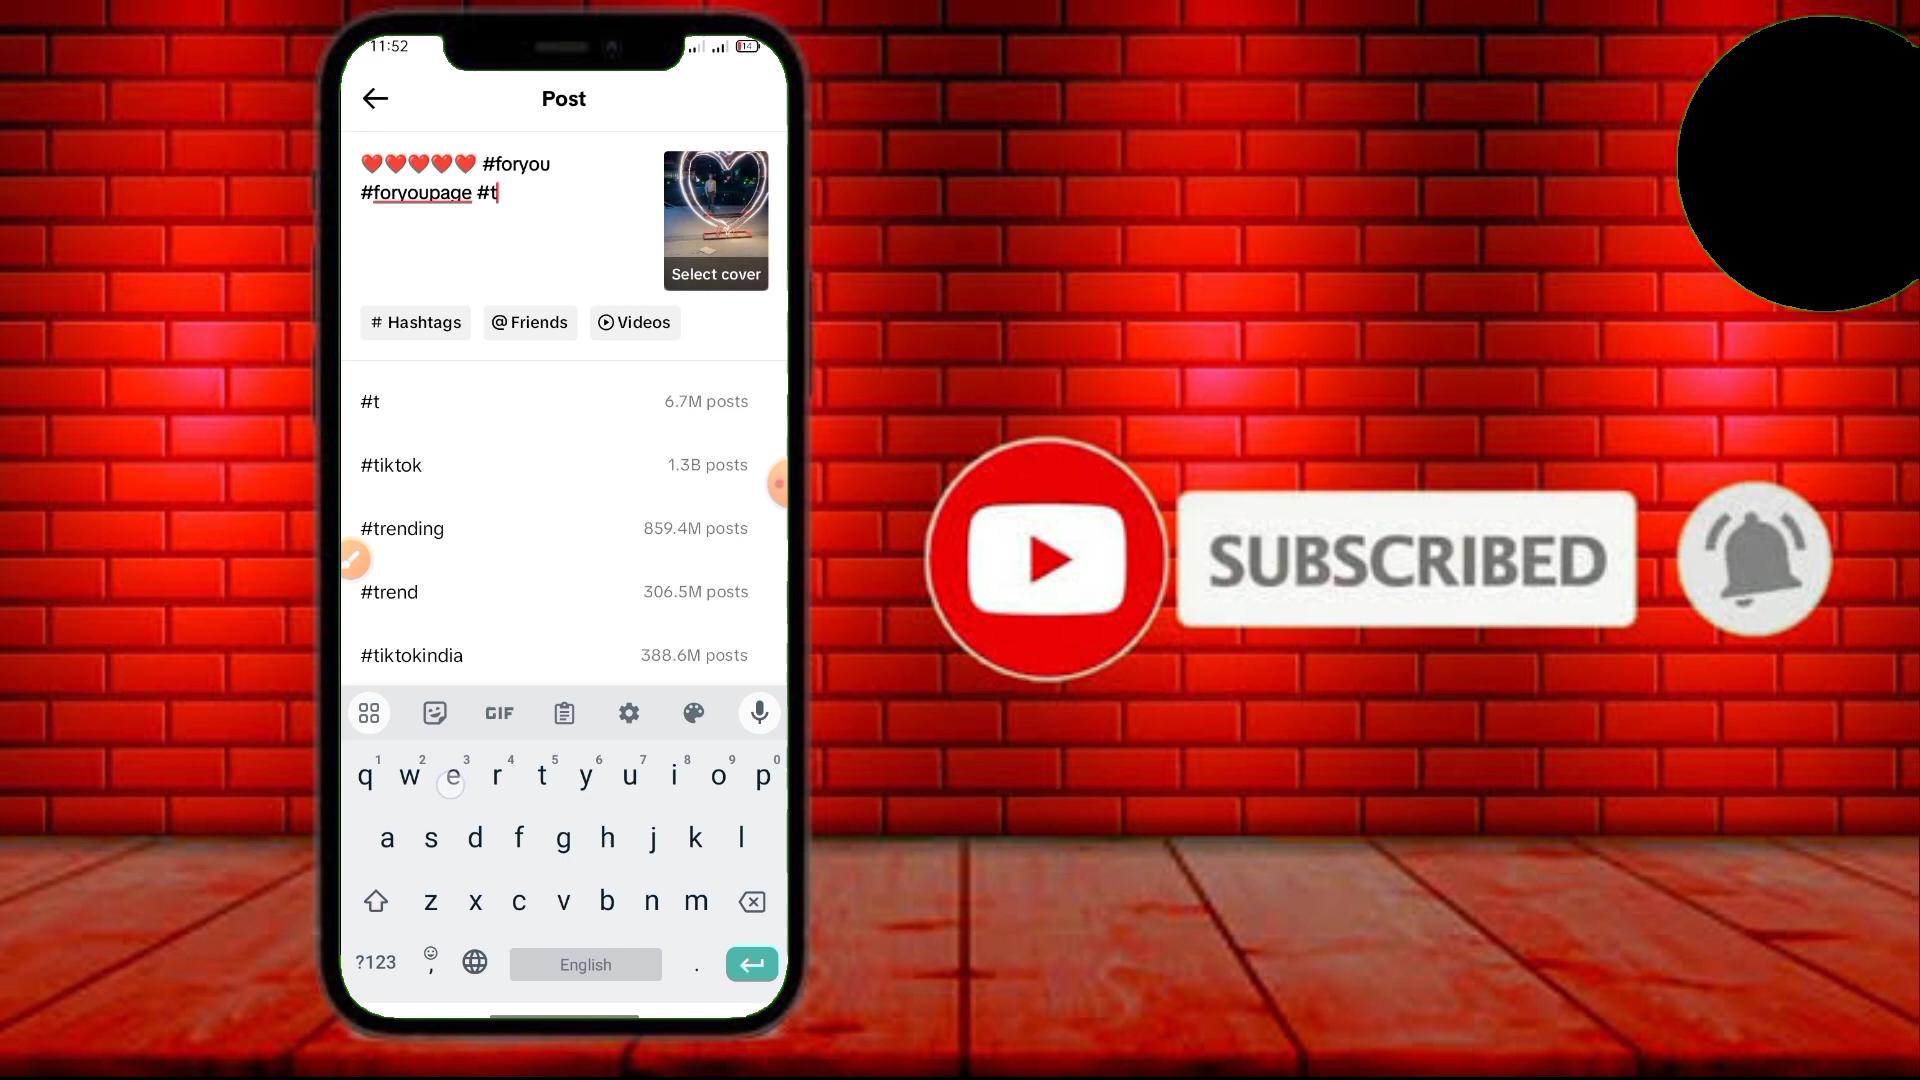 11:52
14
Post
❤️❤️❤️❤️❤️ #foryou
#foryoupage #t
Select cover
# Hashtags
@ Friends
Videos
#t 6.7M posts
#tiktok 1.3B posts
#trending 859.4M posts
#trend 306.5M posts
#tiktokindia 388.6M posts
GIF
1 2 3 4 5 6 7 8 9 0
q w e r t y u i o p
a s d f g h j k l
z x c v b n m
?123 , English .
SUBSCRIBED